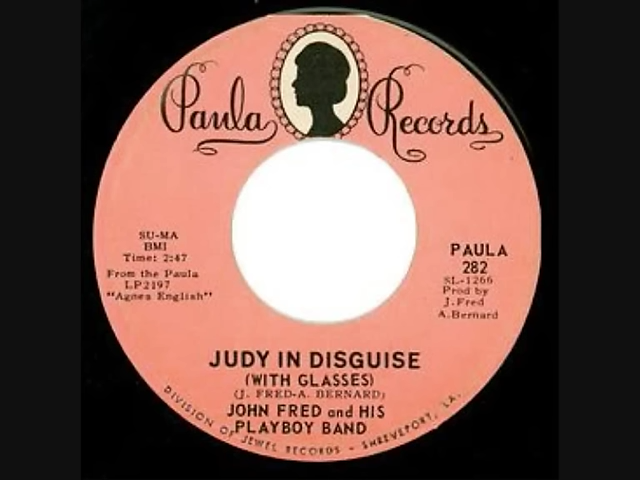 Paula Records
SU-MA
BMI
Time: 2:47
From the Paula
LP2197
"Agnes English"
PAULA
282
SL-1266
Prod by
J. Fred
A. Bernard
JUDY IN DISGUISE
(WITH GLASSES)
(J. FRED-A. BERNARD)
JOHN FRED and HIS
PLAYBOY BAND
DIVISION OF JEWEL RECORDS - SHREVEPORT, LA.